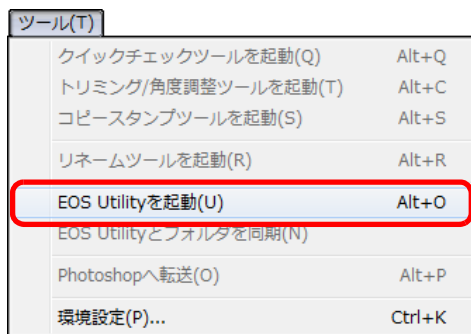 ツール(T)
クイックチェックツールを起動(Q) Alt+Q
トリミング/角度調整ツールを起動(T) Alt+C
コピースタンプツールを起動(S) Alt+S
リネームツールを起動(R) Alt+R
EOS Utilityを起動(U) Alt+O
EOS Utilityとフォルダを同期(N)
Photoshopへ転送(O) Alt+P
環境設定(P)... Ctrl+K